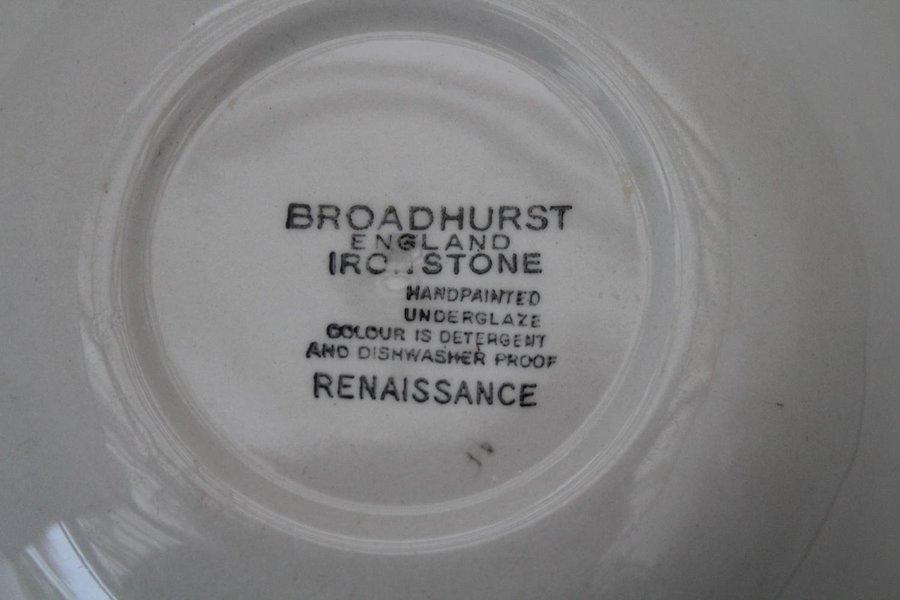 BROADHURST
ENGLAND
IRONSTONE
HANDPAINTED
UNDERGLAZE
COLOUR IS DETERGENT
AND DISHWASHER PROOF
RENAISSANCE